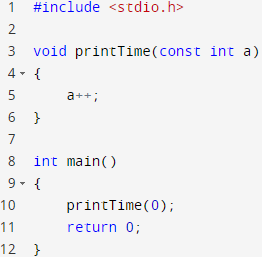 1 #include <stdio.h>
2
3 void printTime(const int a)
4 {
5     a++;
6 }
7
8 int main()
9 {
10     printTime(0);
11     return 0;
12 }